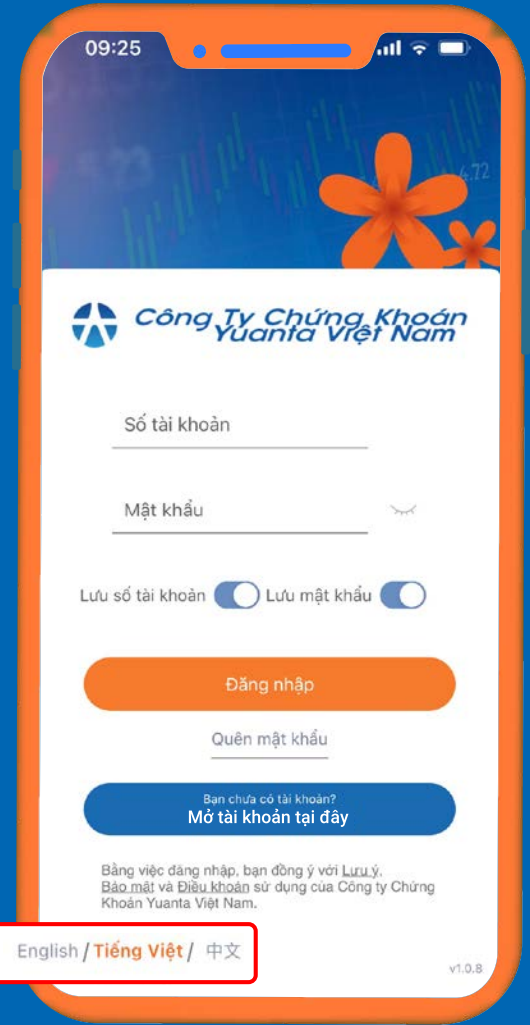 09:25
4.72
Công Ty Chứng Khoán
Yuanta Việt Nam
Số tài khoản
Mật khẩu
Lưu số tài khoản Lưu mật khẩu
Đăng nhập
Quên mật khẩu
Bạn chưa có tài khoản?
Mở tài khoản tại đây
Bằng việc đăng nhập, bạn đồng ý với Lưu ý,
Bảo mật và Điều khoản sử dụng của Công ty Chứng
Khoán Yuanta Việt Nam.
English / Tiếng Việt / 中文
v1.0.8